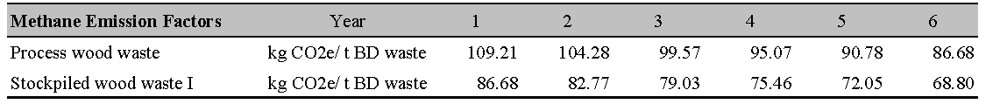 Methane Emission Factors Year 1 2 3 4 5 6
Process wood waste kg CO2e/ t BD waste 109.21 104.28 99.57 95.07 90.78 86.68
Stockpiled wood waste I kg CO2e/ t BD waste 86.68 82.77 79.03 75.46 72.05 68.80